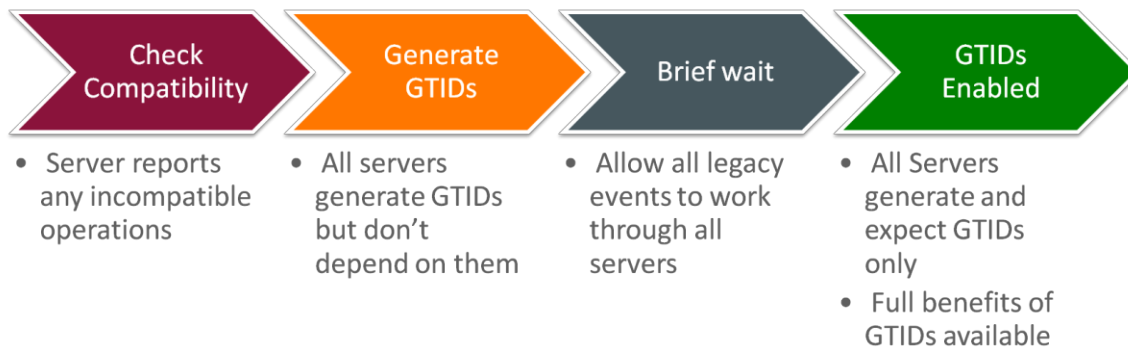 Check
Compatibility
Generate
GTIDs
Brief wait
GTIDs
Enabled
• Server reports
any incompatible
operations
• All servers
generate GTIDs
but don’t
depend on them
• Allow all legacy
events to work
through all
servers
• All Servers
generate and
expect GTIDs
only
• Full benefits of
GTIDs available